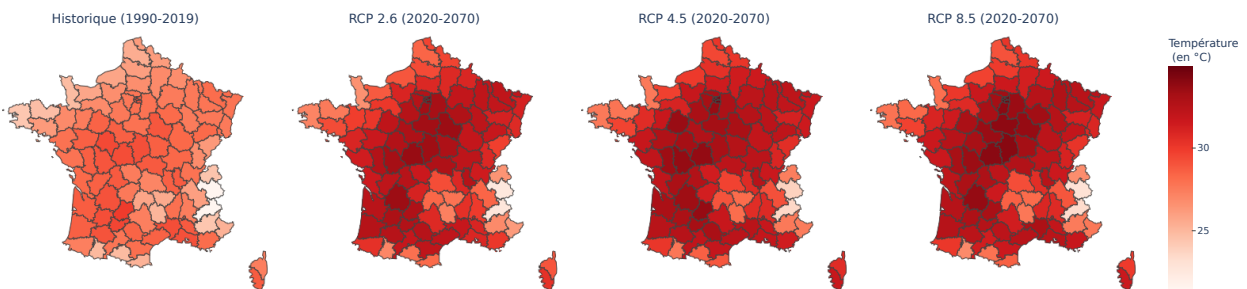 Historique (1990-2019)
RCP 2.6 (2020-2070)
RCP 4.5 (2020-2070)
RCP 8.5 (2020-2070)
Température
(en °C)
30
25